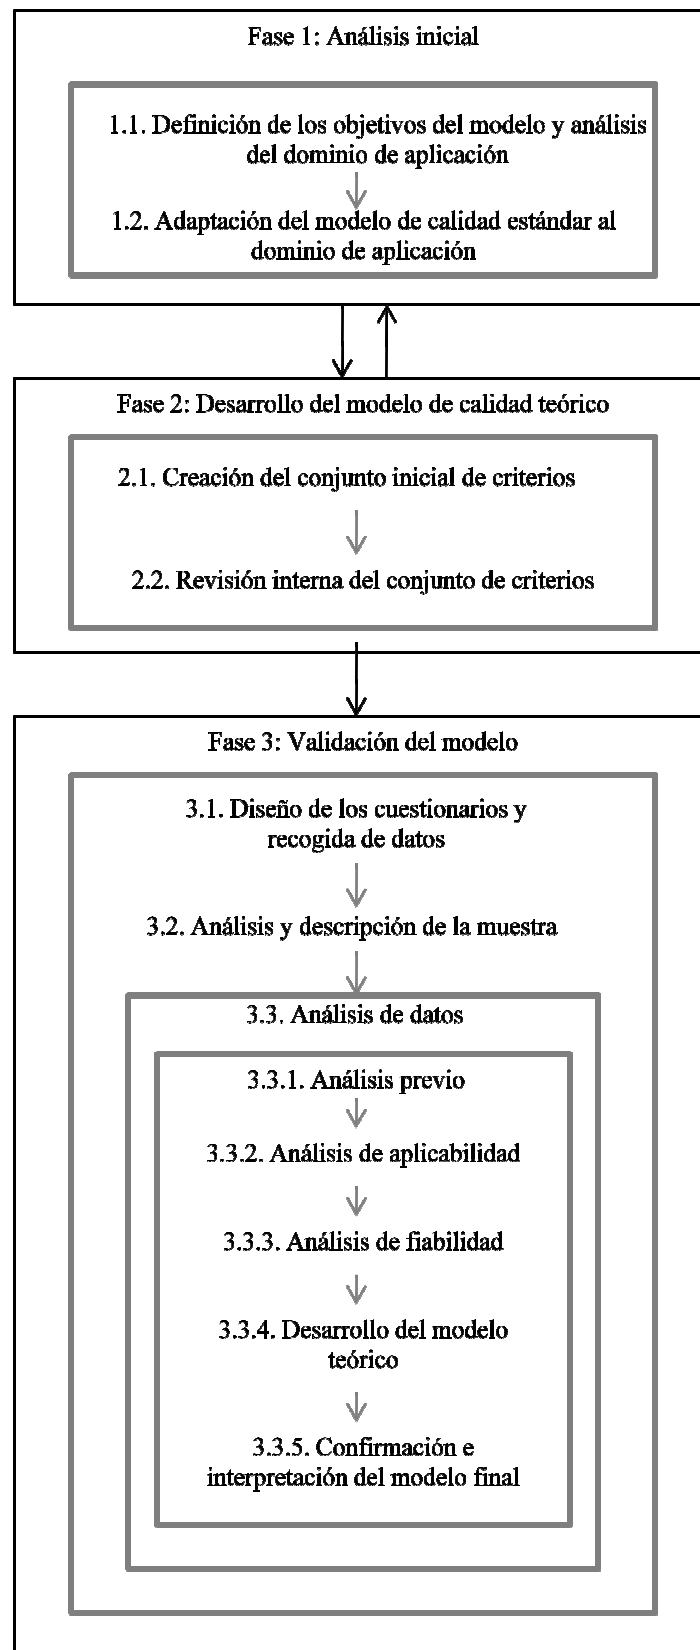 Fase 1: Análisis inicial
1.1. Definición de los objetivos del modelo y análisis
del dominio de aplicación
1.2. Adaptación del modelo de calidad estándar al
dominio de aplicación
Fase 2: Desarrollo del modelo de calidad teórico
2.1. Creación del conjunto inicial de criterios
2.2. Revisión interna del conjunto de criterios
Fase 3: Validación del modelo
3.1. Diseño de los cuestionarios y
recogida de datos
3.2. Análisis y descripción de la muestra
3.3. Análisis de datos
3.3.1. Análisis previo
3.3.2. Análisis de aplicabilidad
3.3.3. Análisis de fiabilidad
3.3.4. Desarrollo del modelo
teórico
3.3.5. Confirmación e
interpretación del modelo final